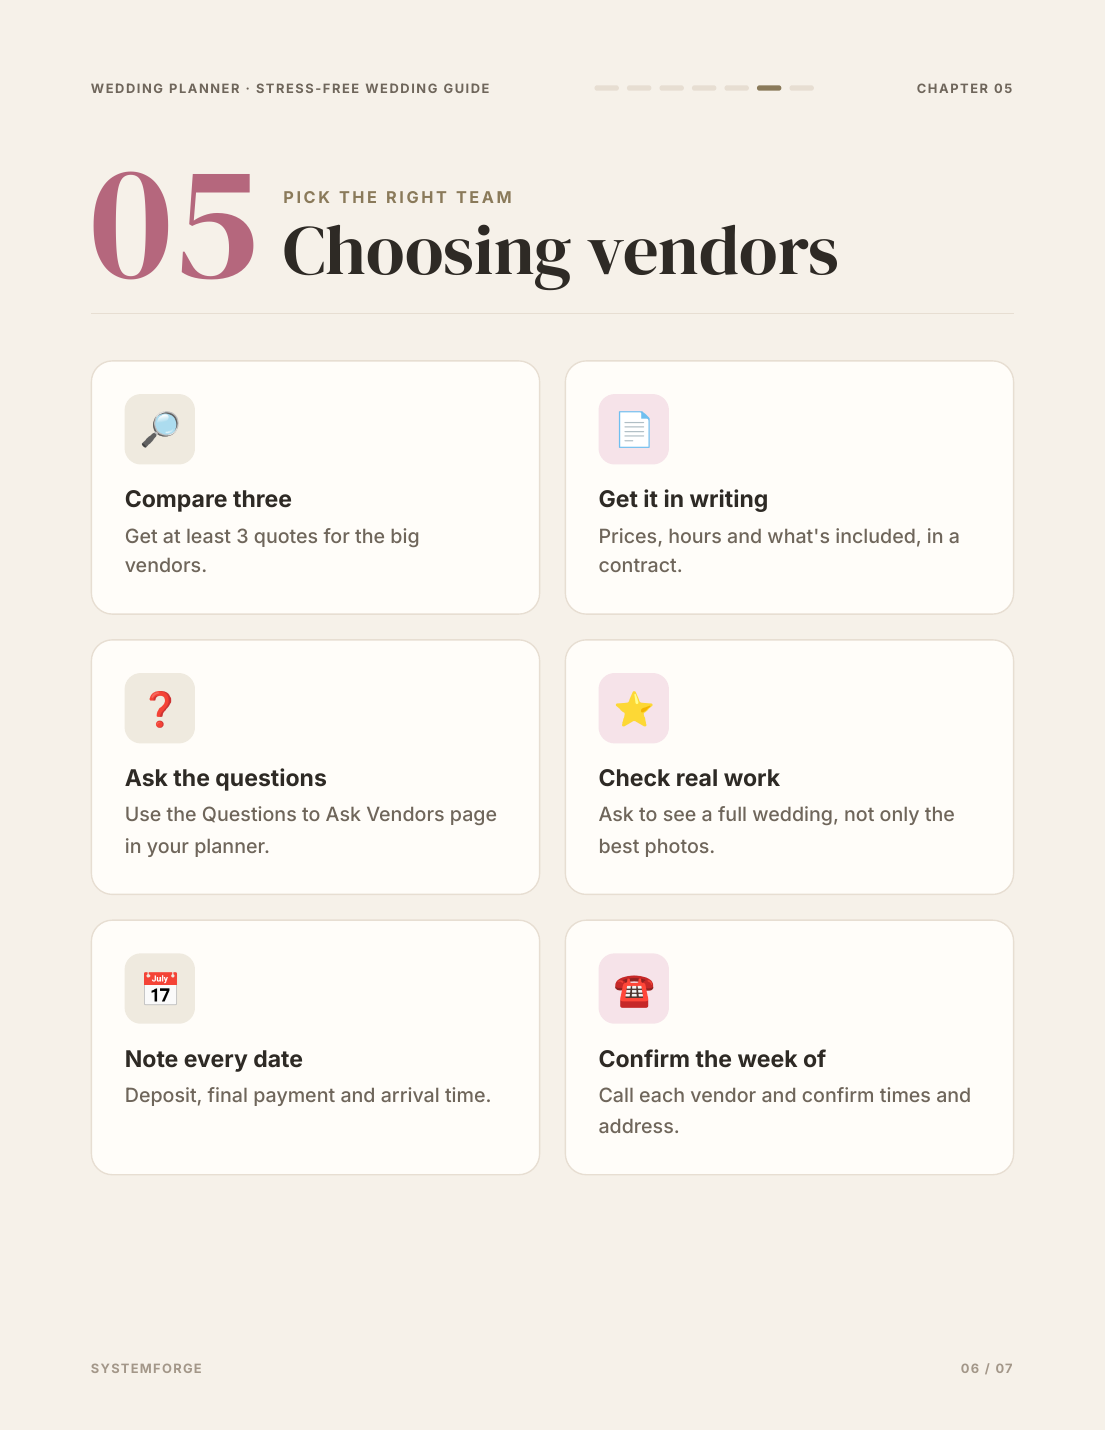 WEDDING PLANNER · STRESS-FREE WEDDING GUIDE
CHAPTER 05
05
PICK THE RIGHT TEAM
Choosing vendors
Compare three
Get at least 3 quotes for the big
vendors.
Get it in writing
Prices, hours and what's included, in a
contract.
Ask the questions
Use the Questions to Ask Vendors page
in your planner.
Check real work
Ask to see a full wedding, not only the
best photos.
July
17
Note every date
Deposit, final payment and arrival time.
Confirm the week of
Call each vendor and confirm times and
address.
SYSTEMFORGE
06 / 07